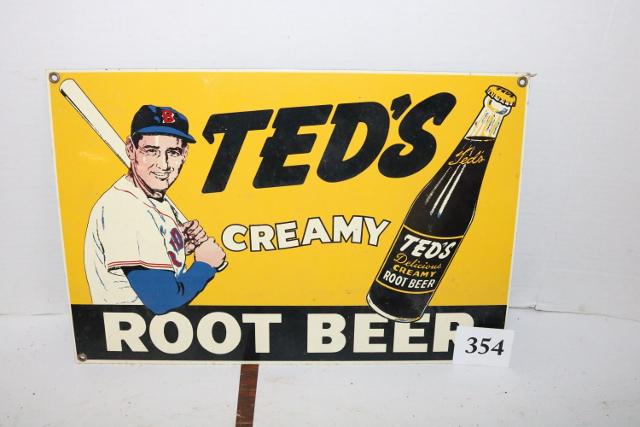 TED'S
B
CREAMY
Ted's
TED'S
Delicious
CREAMY
ROOT BEER
ROOT BEER
354